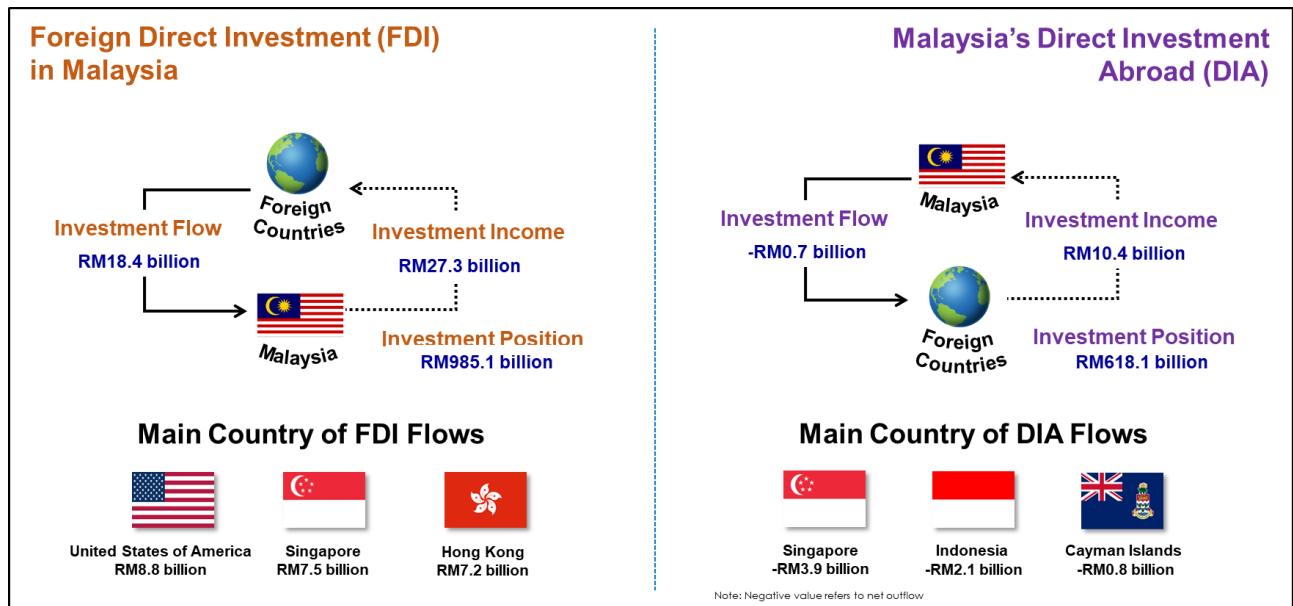 Foreign Direct Investment (FDI)
in Malaysia
Foreign
Countries
Investment Flow
RM18.4 billion
Investment Income
RM27.3 billion
Malaysia
Investment Position
RM985.1 billion
Main Country of FDI Flows
United States of America
RM8.8 billion
Singapore
RM7.5 billion
Hong Kong
RM7.2 billion
Malaysia's Direct Investment
Abroad (DIA)
Malaysia
Investment Flow
-RM0.7 billion
Investment Income
RM10.4 billion
Foreign
Countries
Investment Position
RM618.1 billion
Main Country of DIA Flows
Singapore
-RM3.9 billion
Indonesia
-RM2.1 billion
Cayman Islands
-RM0.8 billion
Note: Negative value refers to net outflow